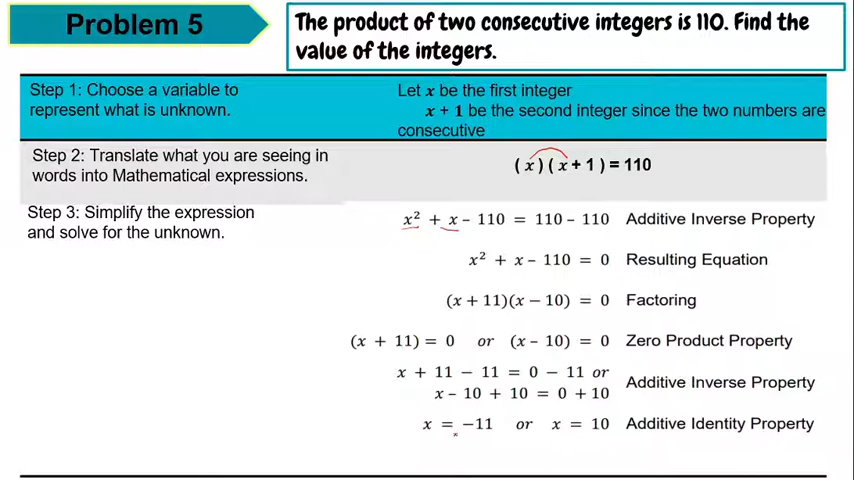 Problem 5
The product of two consecutive integers is 110. Find the
value of the integers.
Step 1: Choose a variable to
represent what is unknown.
Let x be the first integer
x + 1 be the second integer since the two numbers are
consecutive
Step 2: Translate what you are seeing in
words into Mathematical expressions.
( x ) ( x + 1 ) = 110
Step 3: Simplify the expression
and solve for the unknown.
x² + x – 110 = 110 – 110 Additive Inverse Property
x² + x – 110 = 0 Resulting Equation
(x + 11)(x − 10) = 0 Factoring
(x + 11) = 0 or (x – 10) = 0 Zero Product Property
x + 11 − 11 = 0 − 11 or
x – 10 + 10 = 0 + 10
Additive Inverse Property
x = −11 or x = 10 Additive Identity Property